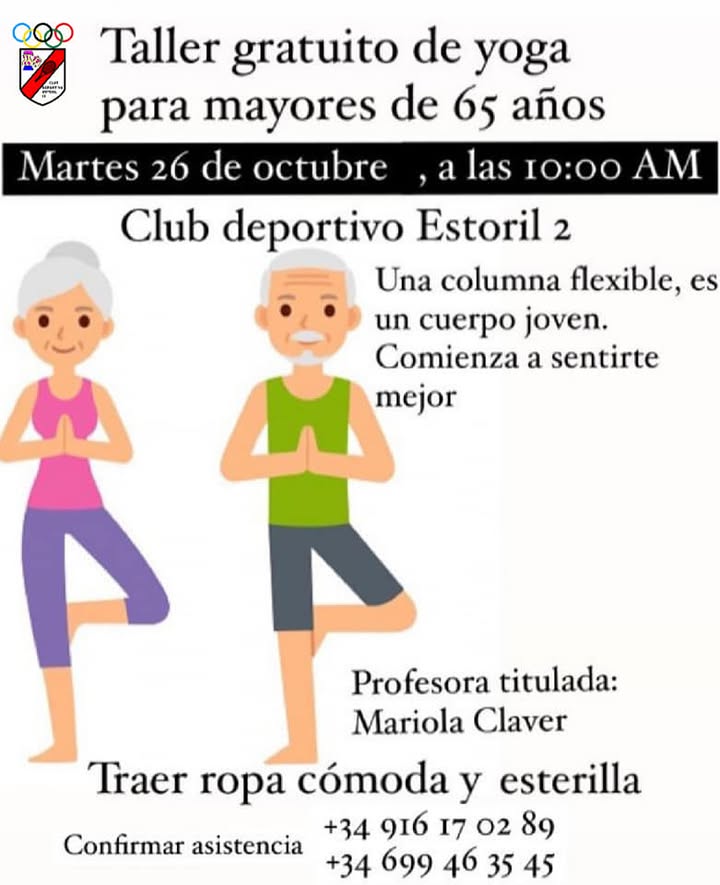 Taller gratuito de yoga
para mayores de 65 años
Martes 26 de octubre , a las 10:00 AM
Club deportivo Estoril 2
Una columna flexible, es
un cuerpo joven.
Comienza a sentirte
mejor
Profesora titulada:
Mariola Claver
Traer ropa cómoda y esterilla
Confirmar asistencia
+34 916 17 02 89
+34 699 46 35 45